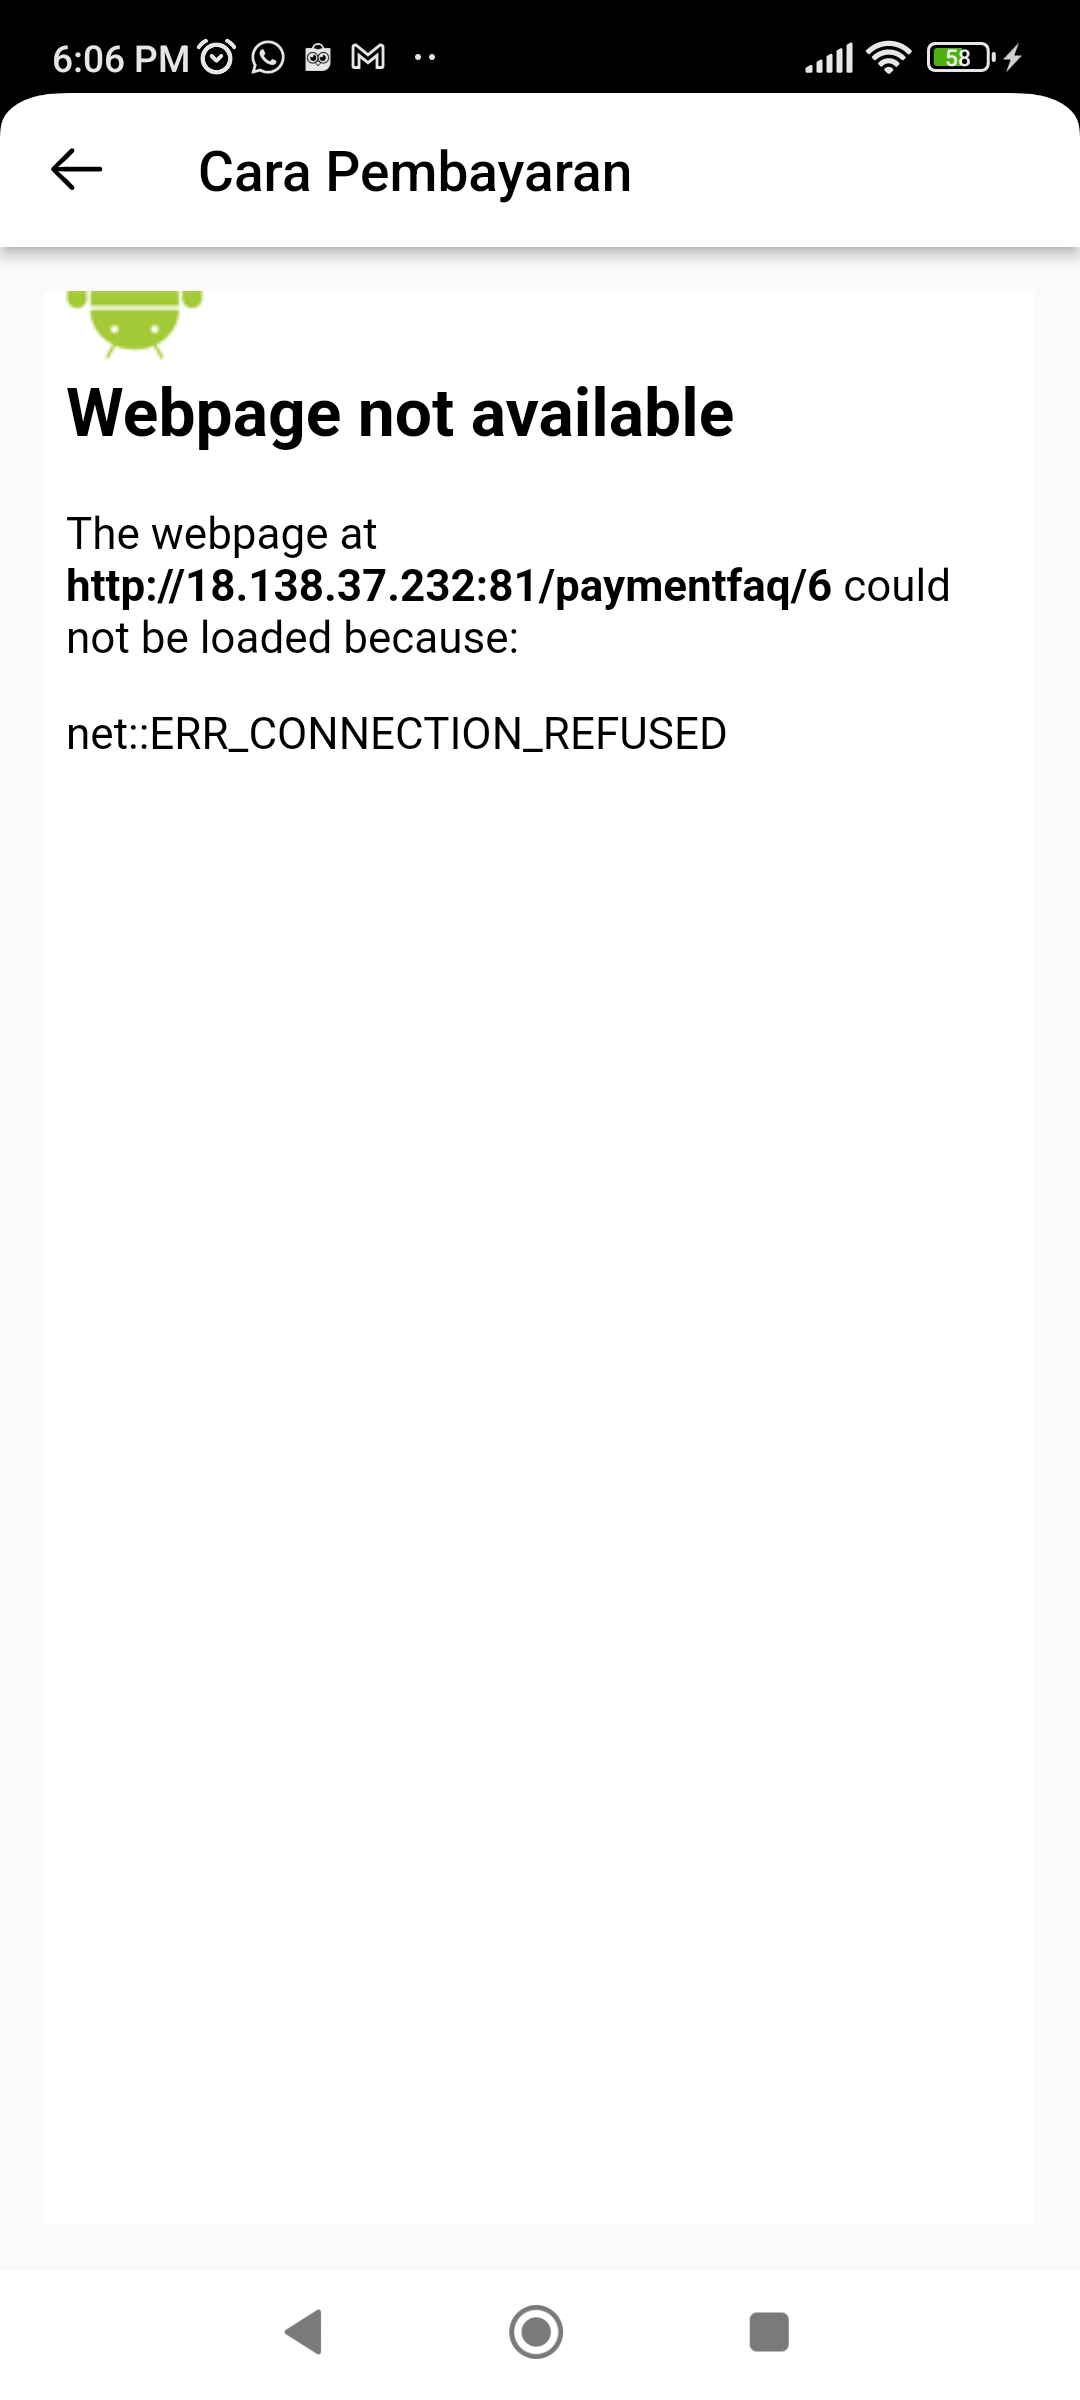 6:06 PM
58
Cara Pembayaran
Webpage not available
The webpage at
http://18.138.37.232:81/paymentfaq/6 could
not be loaded because:
net::ERR_CONNECTION_REFUSED